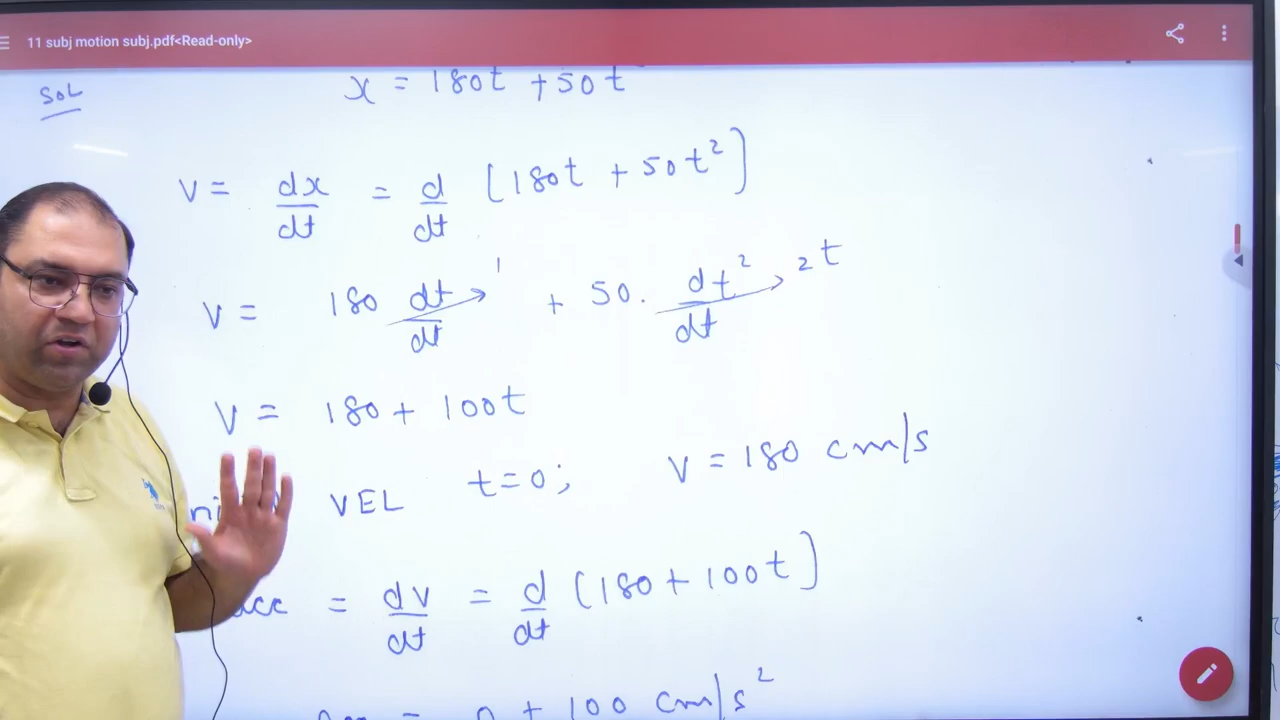 11 subj motion subj.pdf<Read-only>
SOL
x = 180t + 50t
V = dx/dt = d/dt [180t + 50t²]
V = 180 dt/dt → 1 + 50. dt²/dt → 2t
V = 180 + 100t
VEL t=0; V = 180 cm/s
acc = dv/dt = d/dt (180 + 100t)
= 0 + 100 cm/s²